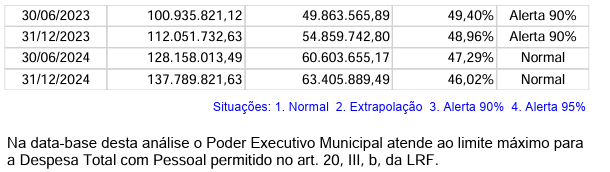 30/06/2023 100.935.821,12 49.863.565,89 49,40% Alerta 90%
31/12/2023 112.051.732,63 54.859.742,80 48,96% Alerta 90%
30/06/2024 128.158.013,49 60.603.655,17 47,29% Normal
31/12/2024 137.789.821,63 63.405.889,49 46,02% Normal
Situações: 1. Normal 2. Extrapolação 3. Alerta 90% 4. Alerta 95%
Na data-base desta análise o Poder Executivo Municipal atende ao limite máximo para
a Despesa Total com Pessoal permitido no art. 20, III, b, da LRF.